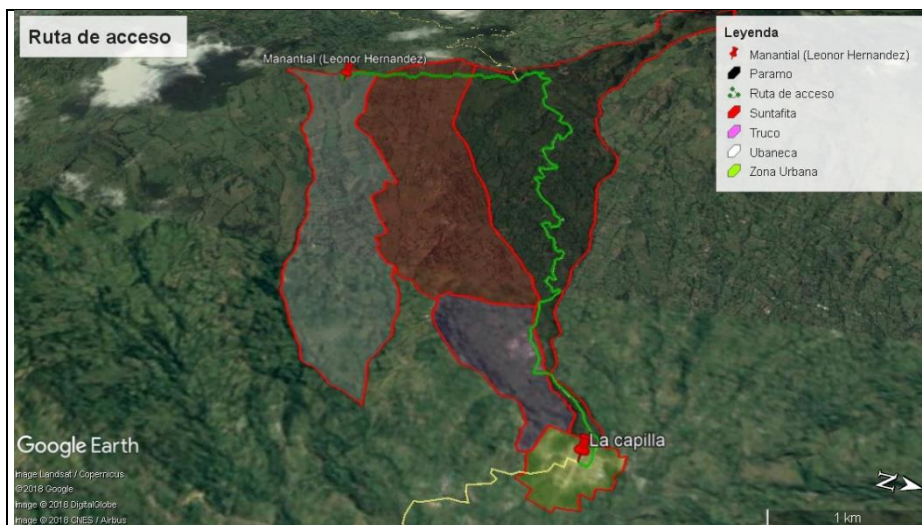 Ruta de acceso
Manantial (Leonor Hernandez)
Leyenda
Manantial (Leonor Hernandez)
Paramo
Ruta de acceso
Suntafita
Truco
Ubaneca
Zona Urbana
La capilla
Google Earth
Image Landsat / Copernicus
© 2018 Google
Image © 2018 DigitalGlobe
Image © 2018 CNES / Airbus
N
1 km